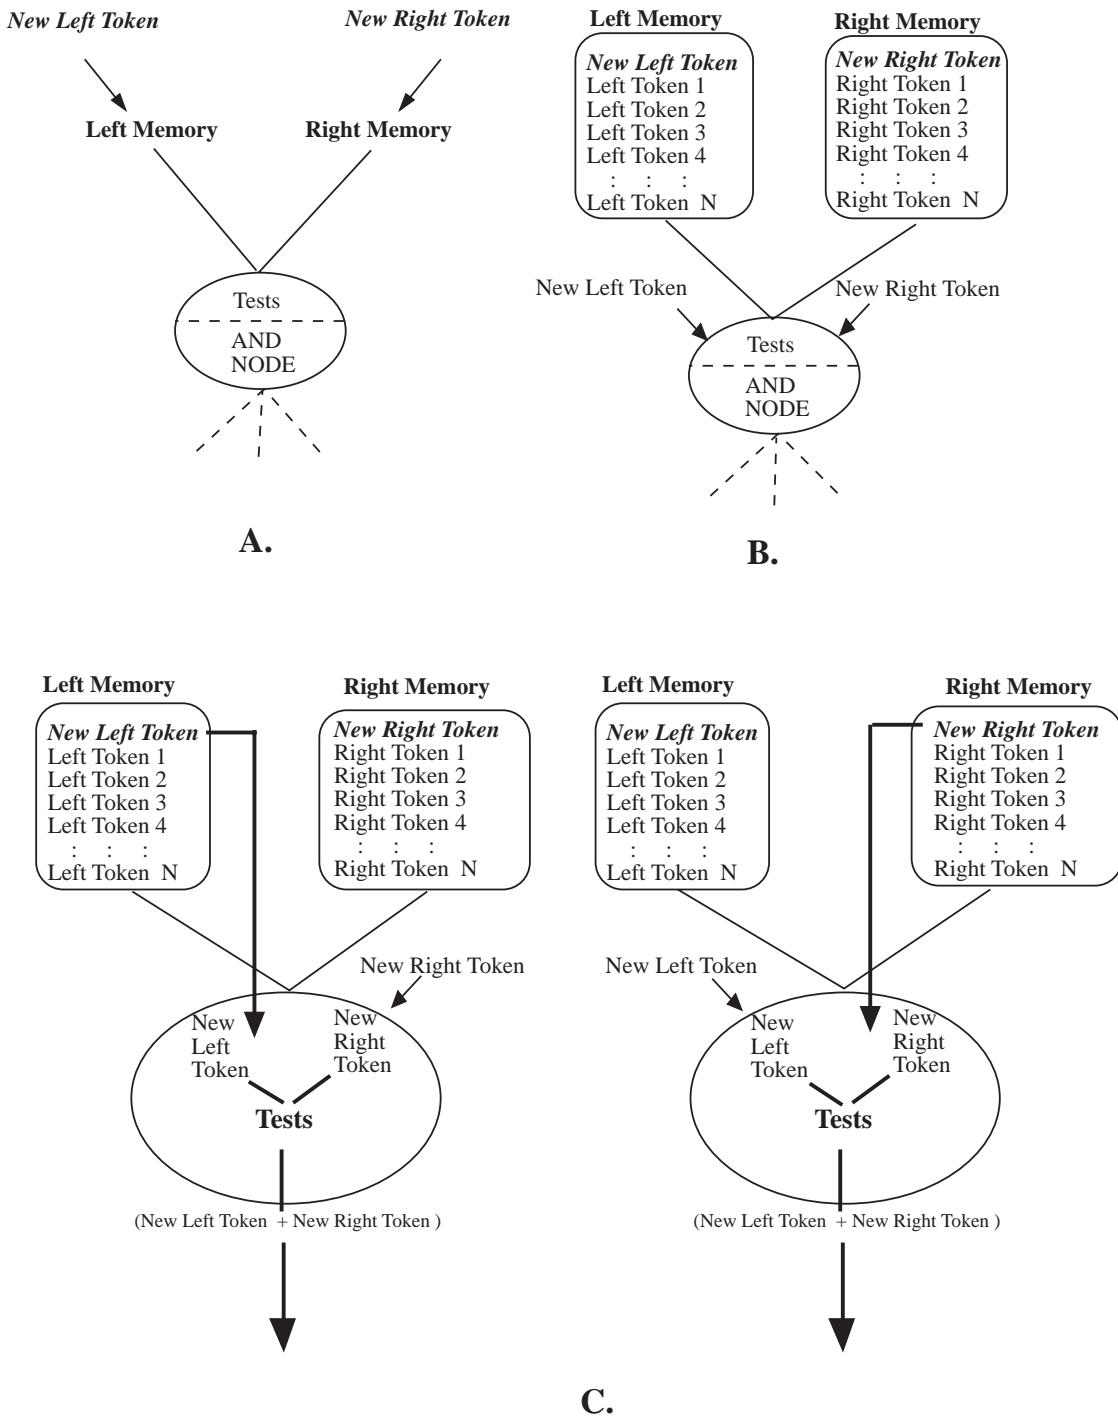 New Left Token
New Right Token
Left Memory
Right Memory
Tests
AND
NODE
A.
Left Memory
New Left Token
Left Token 1
Left Token 2
Left Token 3
Left Token 4
: : :
Left Token N
Right Memory
New Right Token
Right Token 1
Right Token 2
Right Token 3
Right Token 4
: : :
Right Token N
New Left Token
New Right Token
Tests
AND
NODE
B.
Left Memory
New Left Token
Left Token 1
Left Token 2
Left Token 3
Left Token 4
: : :
Left Token N
Right Memory
New Right Token
Right Token 1
Right Token 2
Right Token 3
Right Token 4
: : :
Right Token N
New Right Token
New
Left
Token
New
Right
Token
Tests
(New Left Token + New Right Token )
Left Memory
New Left Token
Left Token 1
Left Token 2
Left Token 3
Left Token 4
: : :
Left Token N
Right Memory
New Right Token
Right Token 1
Right Token 2
Right Token 3
Right Token 4
: : :
Right Token N
New Left Token
New
Left
Token
New
Right
Token
Tests
(New Left Token + New Right Token )
C.